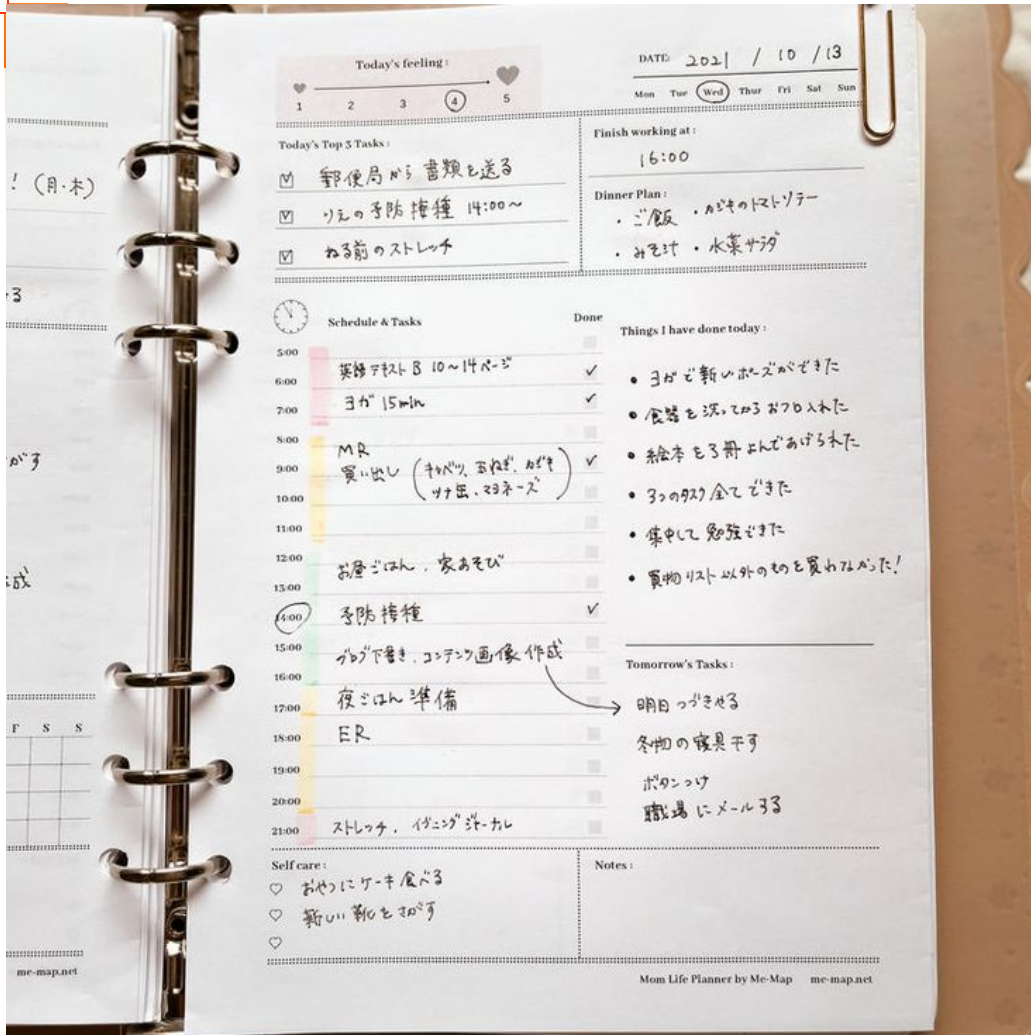 ! (月・木)
る
がす
成
F S S
me-map.net
Today's feeling :
1 2 3 4 5
DATE: 2021 / 10 / 13
Mon Tue Wed Thur Fri Sat Sun
Today's Top 3 Tasks :
郵便局から書類を送る
りえの予防接種 14:00〜
ねる前のストレッチ
Finish working at :
16:00
Dinner Plan :
・ご飯 ・カジキのトマトソテー
・みそ汁 ・水菜サラダ
Schedule & Tasks
Done
5:00
英語テキスト B 10〜14ページ
6:00
ヨガ 15min
7:00
8:00
MR
9:00
買い出し (キャベツ、玉ねぎ、カジキ
ツナ缶、マヨネーズ)
10:00
11:00
12:00
お昼ごはん、家あそび
13:00
14:00
予防接種
15:00
ブログ下書き、コンテンツ画像作成
16:00
夜ごはん準備
17:00
ER
18:00
19:00
20:00
21:00
ストレッチ、イブニングジャーナル
Things I have done today :
• ヨガで新しいポーズができた
• 食器を洗ってからおフロ入れた
• 絵本を3冊よんであげられた
• 3つのタスク全てできた
• 集中して勉強できた
• 買物リスト以外のものを買わなかった!
Tomorrow's Tasks :
明日つづきやる
冬物の寝具干す
ボタンつけ
職場にメールする
Self care :
♡ おやつにケーキ食べる
♡ 新しい靴をさがす
♡
Notes :
Mom Life Planner by Me-Map me-map.net